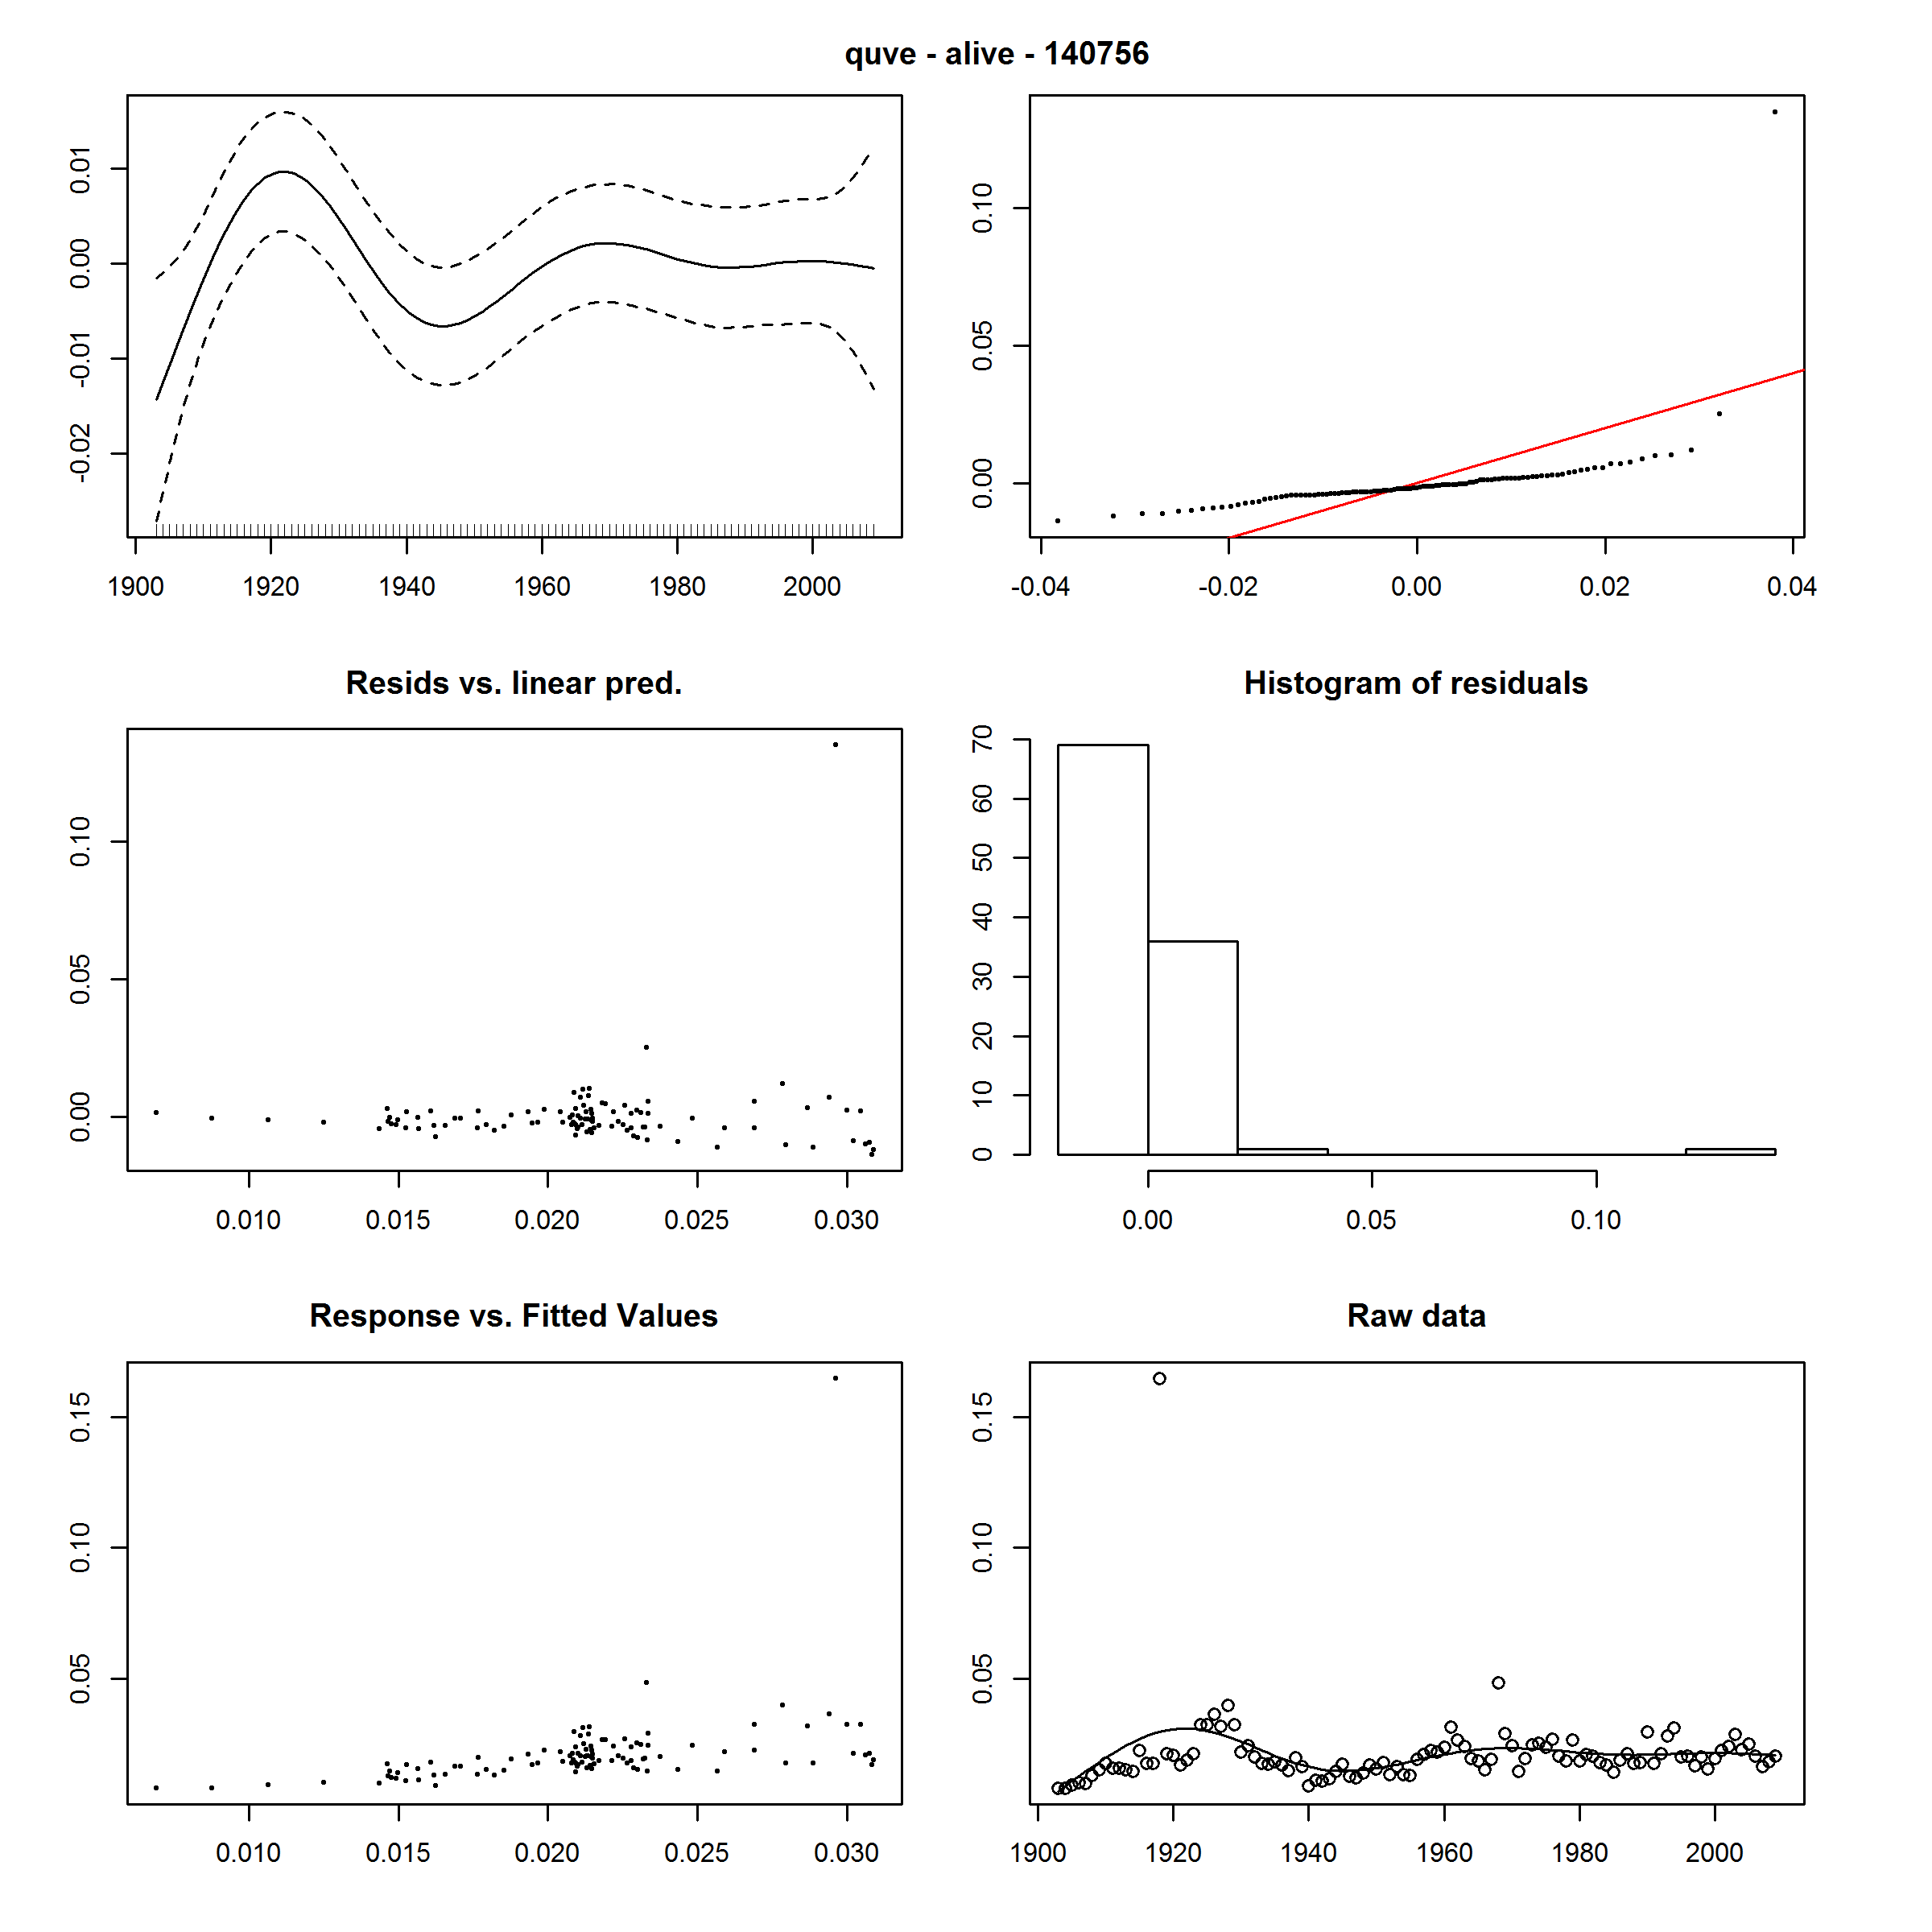 quve - alive - 140756
0.01
0.00
-0.01
-0.02
1900 1920 1940 1960 1980 2000
0.10
0.05
0.00
-0.04 -0.02 0.00 0.02 0.04
Resids vs. linear pred.
0.10
0.05
0.00
0.010 0.015 0.020 0.025 0.030
Histogram of residuals
70
60
50
40
30
20
10
0
0.00 0.05 0.10
Response vs. Fitted Values
0.15
0.10
0.05
0.010 0.015 0.020 0.025 0.030
Raw data
0.15
0.10
0.05
1900 1920 1940 1960 1980 2000